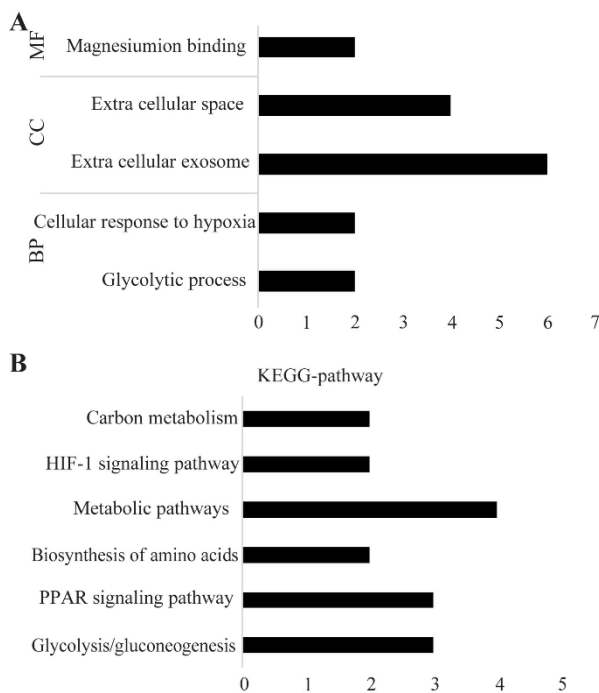 A
MF
Magnesiumion binding
CC
Extra cellular space
Extra cellular exosome
BP
Cellular response to hypoxia
Glycolytic process
0 1 2 3 4 5 6 7
B
KEGG-pathway
Carbon metabolism
HIF-1 signaling pathway
Metabolic pathways
Biosynthesis of amino acids
PPAR signaling pathway
Glycolysis/gluconeogenesis
0 1 2 3 4 5